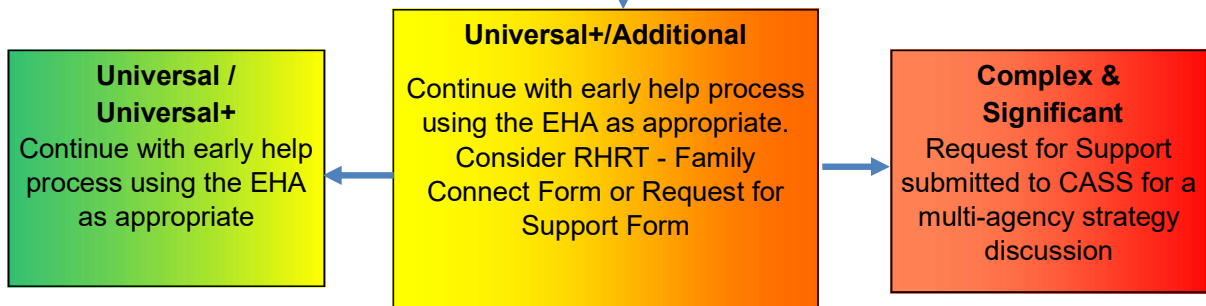 Universal /
Universal+
Continue with early help
process using the EHA
as appropriate
Universal+/Additional
Continue with early help process
using the EHA as appropriate.
Consider RHRT - Family
Connect Form or Request for
Support Form
Complex &
Significant
Request for Support
submitted to CASS for a
multi-agency strategy
discussion